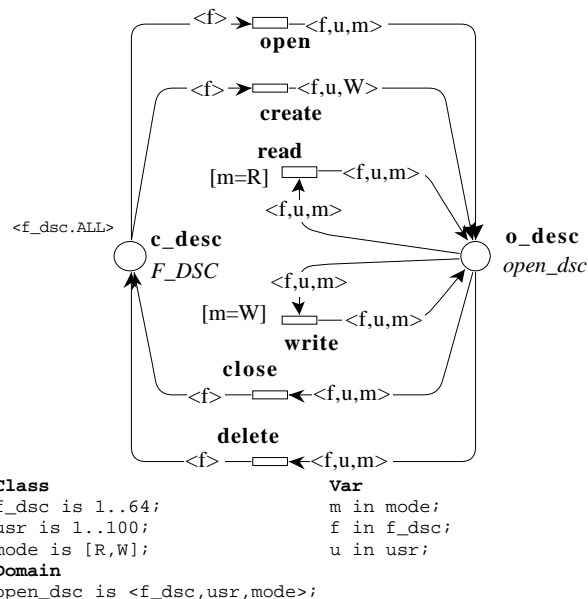 <f>
<f,u,m>
open
<f>
<f,u,W>
create
read
[m=R]
<f,u,m>
<f,u,m>
<f_dsc.ALL>
c_desc
F_DSC
o_desc
open_dsc
<f,u,m>
[m=W]
<f,u,m>
write
close
<f>
<f,u,m>
delete
<f>
<f,u,m>
Class
Var
f_dsc is 1..64;
m in mode;
usr is 1..100;
f in f_dsc;
mode is [R,W];
u in usr;
Domain
open_dsc is <f_dsc,usr,mode>;